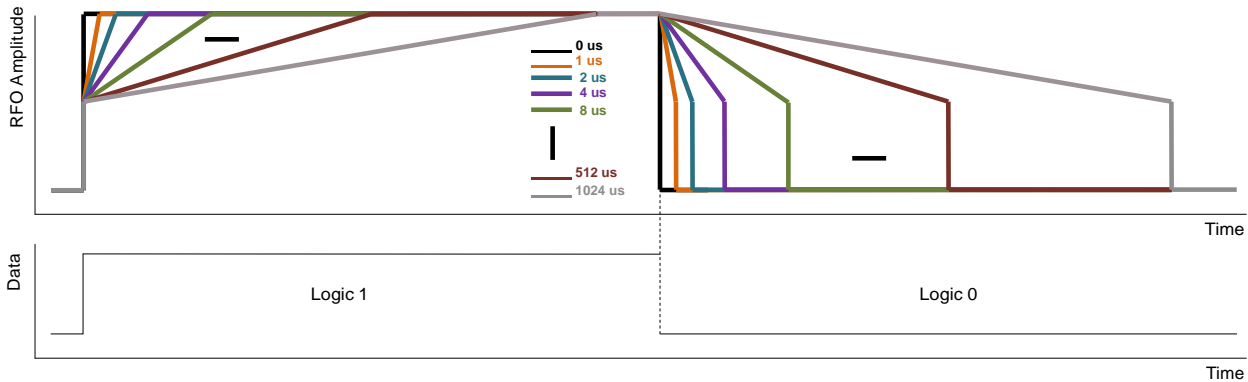 RFO Amplitude
0 us
1 us
2 us
4 us
8 us
512 us
1024 us
Time
Data
Logic 1
Logic 0
Time